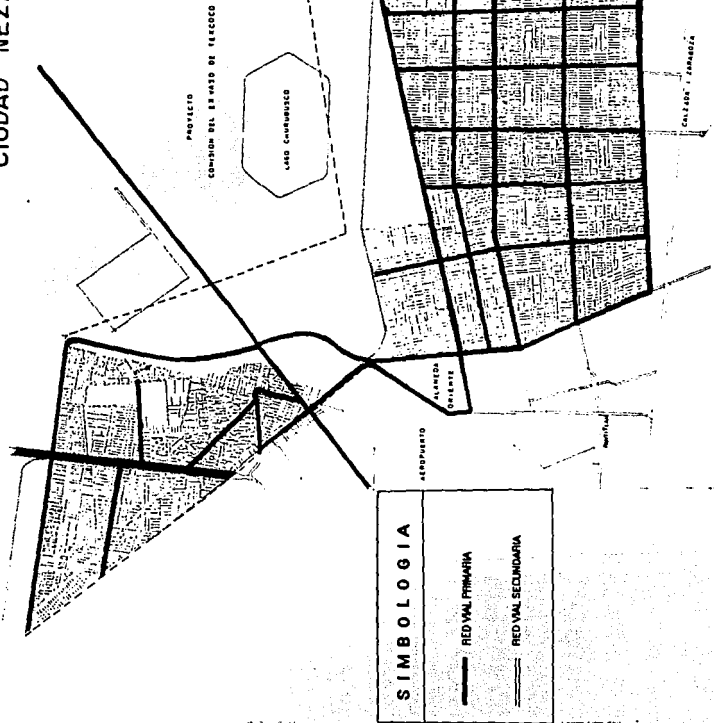 CIUDAD NEZ
PROYECTO
COMISION DEL EX VASO DE TEXCOCO
LAGO CHURUBUSCO
CALZADA I. ZARAGOZA
ALAMEDA
ORIENTE
AEROPUERTO
SIMBOLOGIA
RED VIAL PRIMARIA
RED VIAL SECUNDARIA